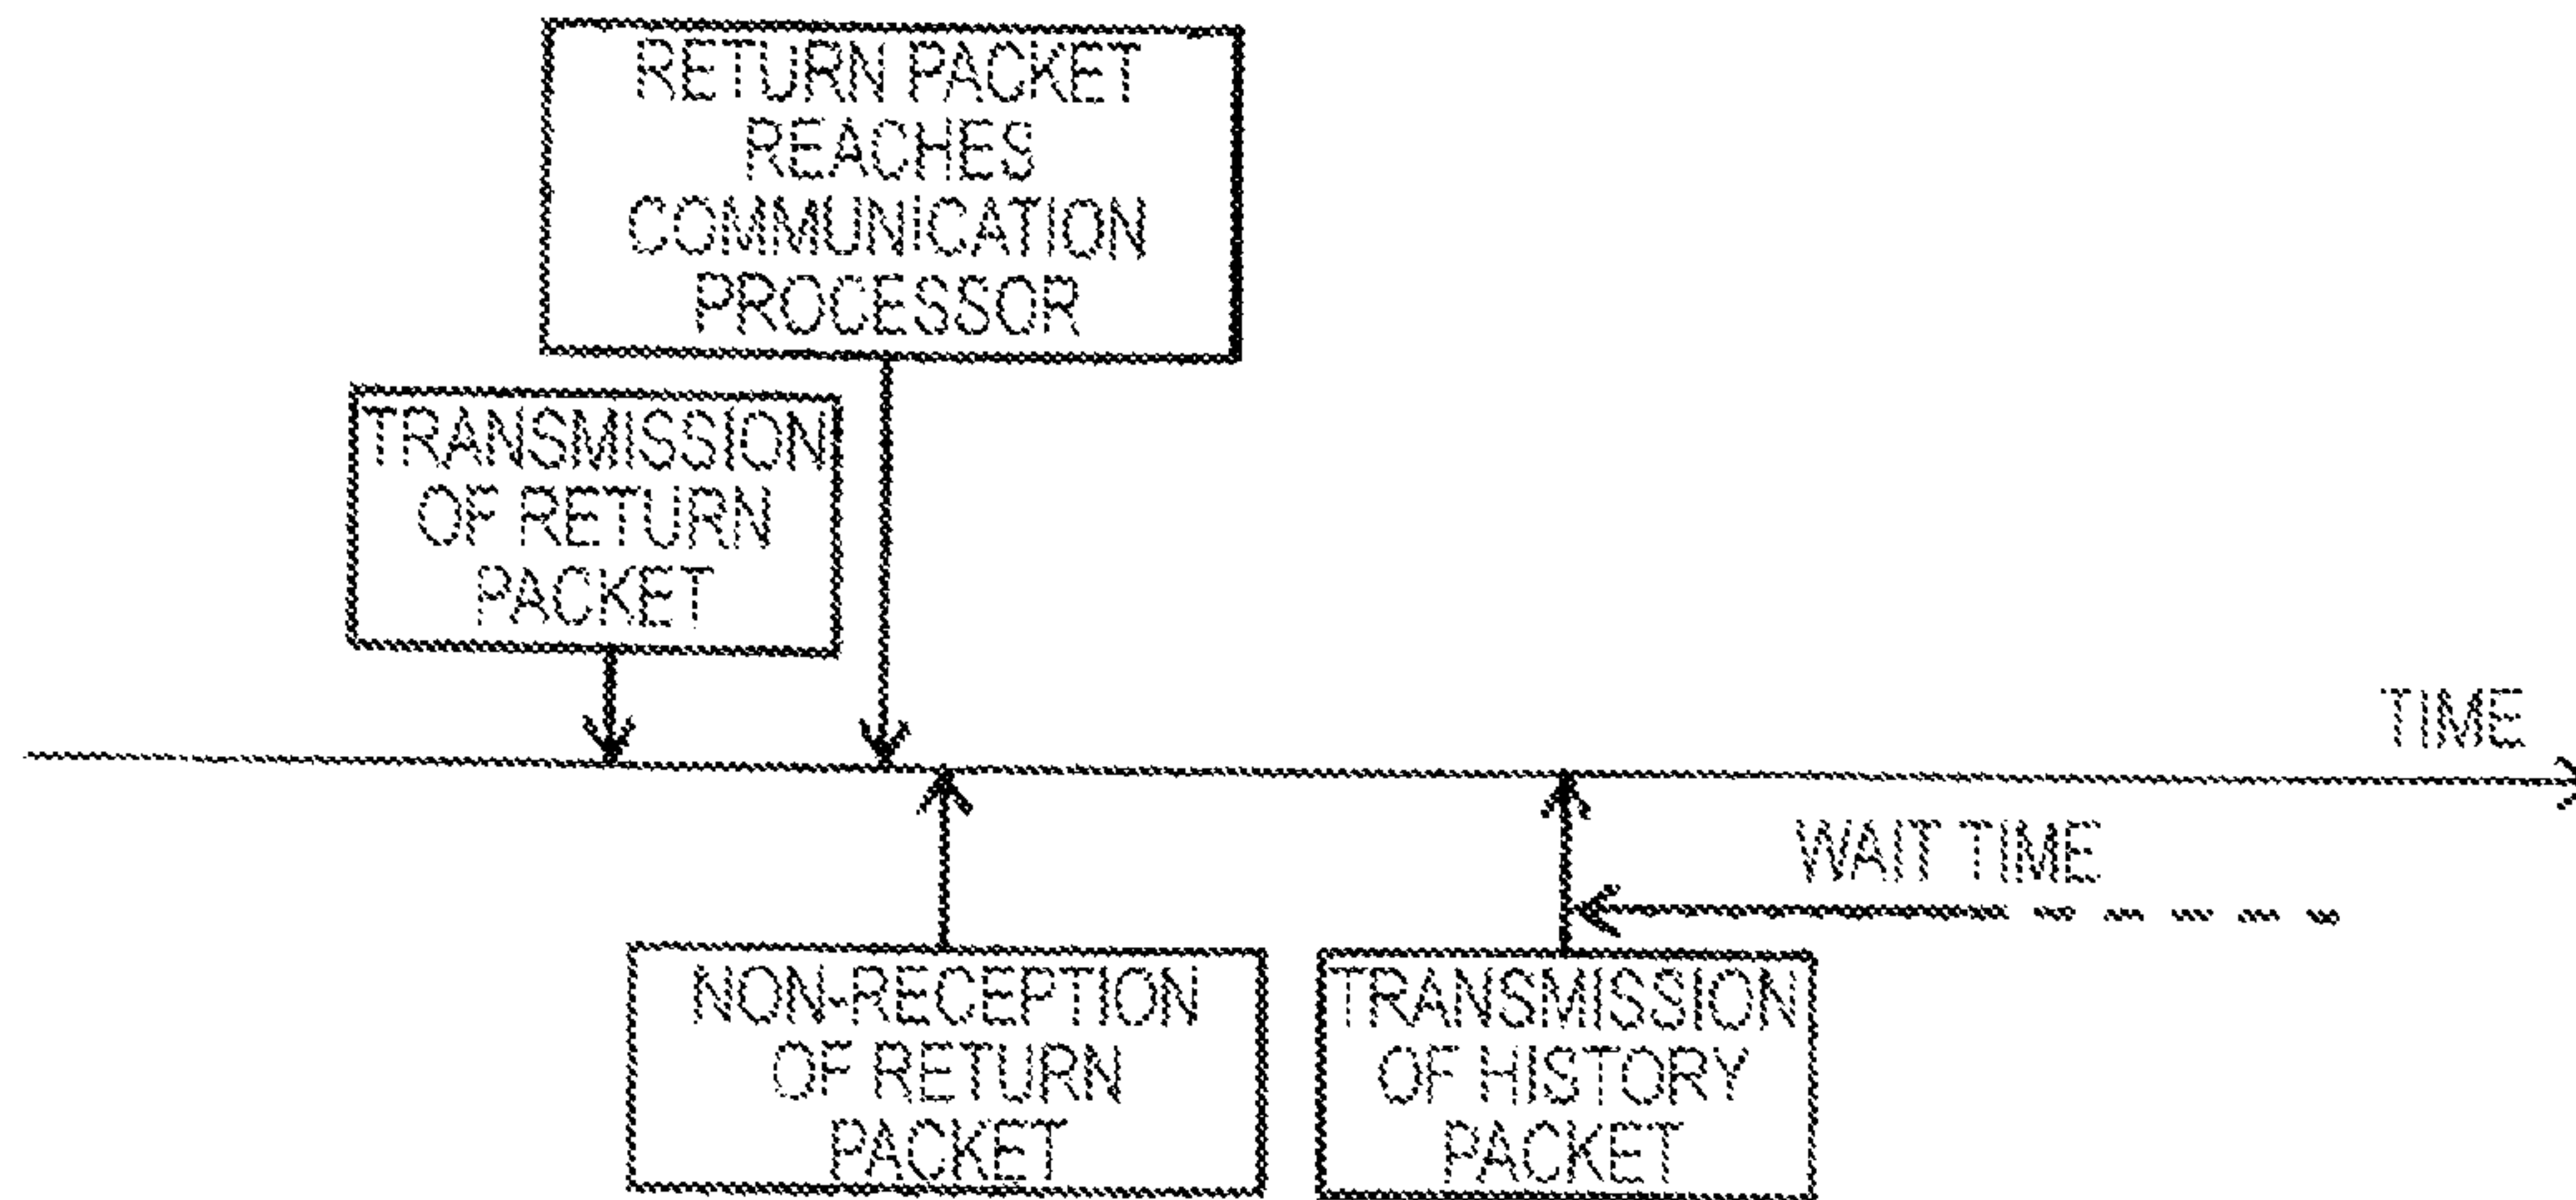 RETURN PACKET
REACHES
COMMUNICATION
PROCESSOR
TRANSMISSION
OF RETURN
PACKET
TIME
WAIT TIME
NON-RECEPTION
OF RETURN
PACKET
TRANSMISSION
OF HISTORY
PACKET